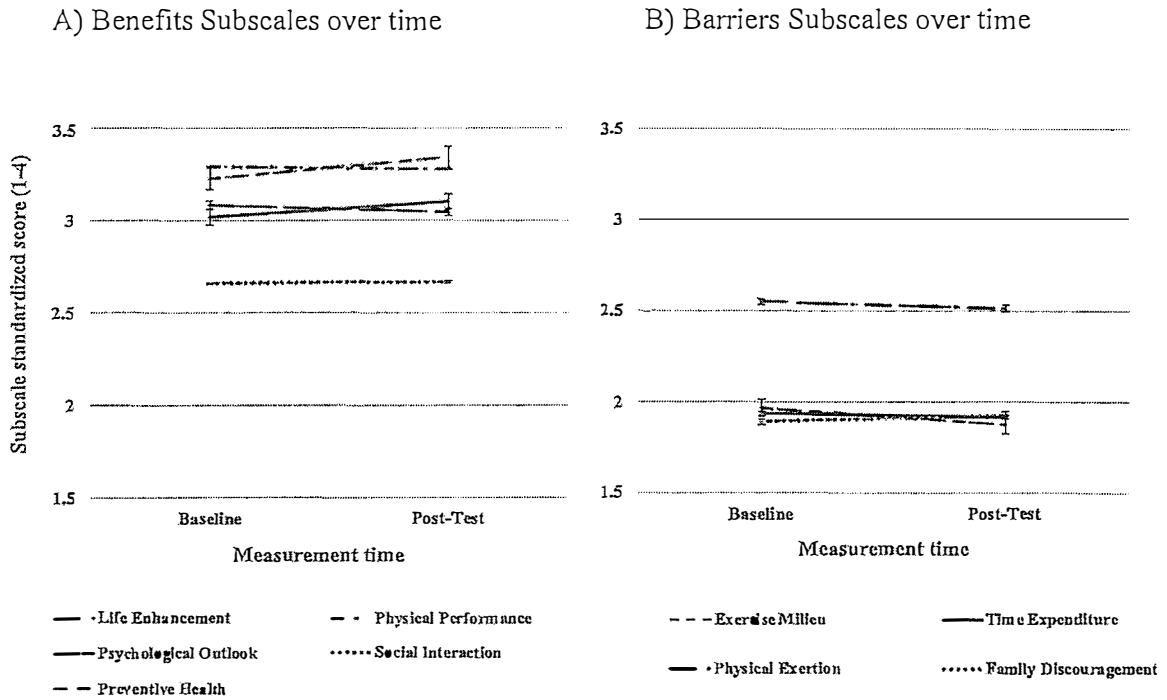 A) Benefits Subscales over time
B) Barriers Subscales over time
Subscale standardized score (1-4)
3.5
3
2.5
2
1.5
Baseline
Post-Test
Measurement time
Life Enhancement
Physical Performance
Psychological Outlook
Social Interaction
Preventive Health
3.5
3
2.5
2
1.5
Baseline
Post-Test
Measurement time
Exercise Milieu
Time Expenditure
Physical Exertion
Family Discouragement